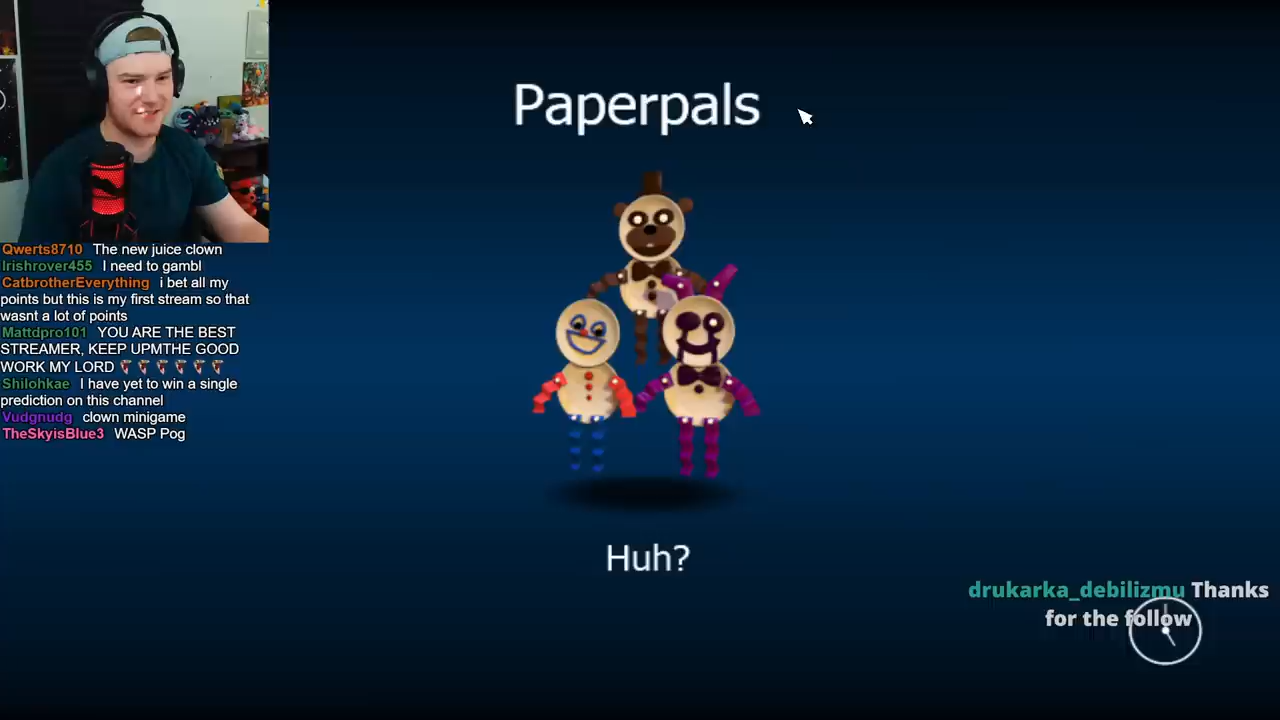 Paperpals
Qwerts8710 The new juice clown
Irishrover455 I need to gambl
CatbrotherEverything i bet all my
points but this is my first stream so that
wasnt a lot of points
Mattdpro101 YOU ARE THE BEST
STREAMER, KEEP UPMTHE GOOD
WORK MY LORD
Shilohkae I have yet to win a single
prediction on this channel
Vudgnudg clown minigame
TheSkyisBlue3 WASP Pog
Huh?
drukarka_debilizmu Thanks
for the follow